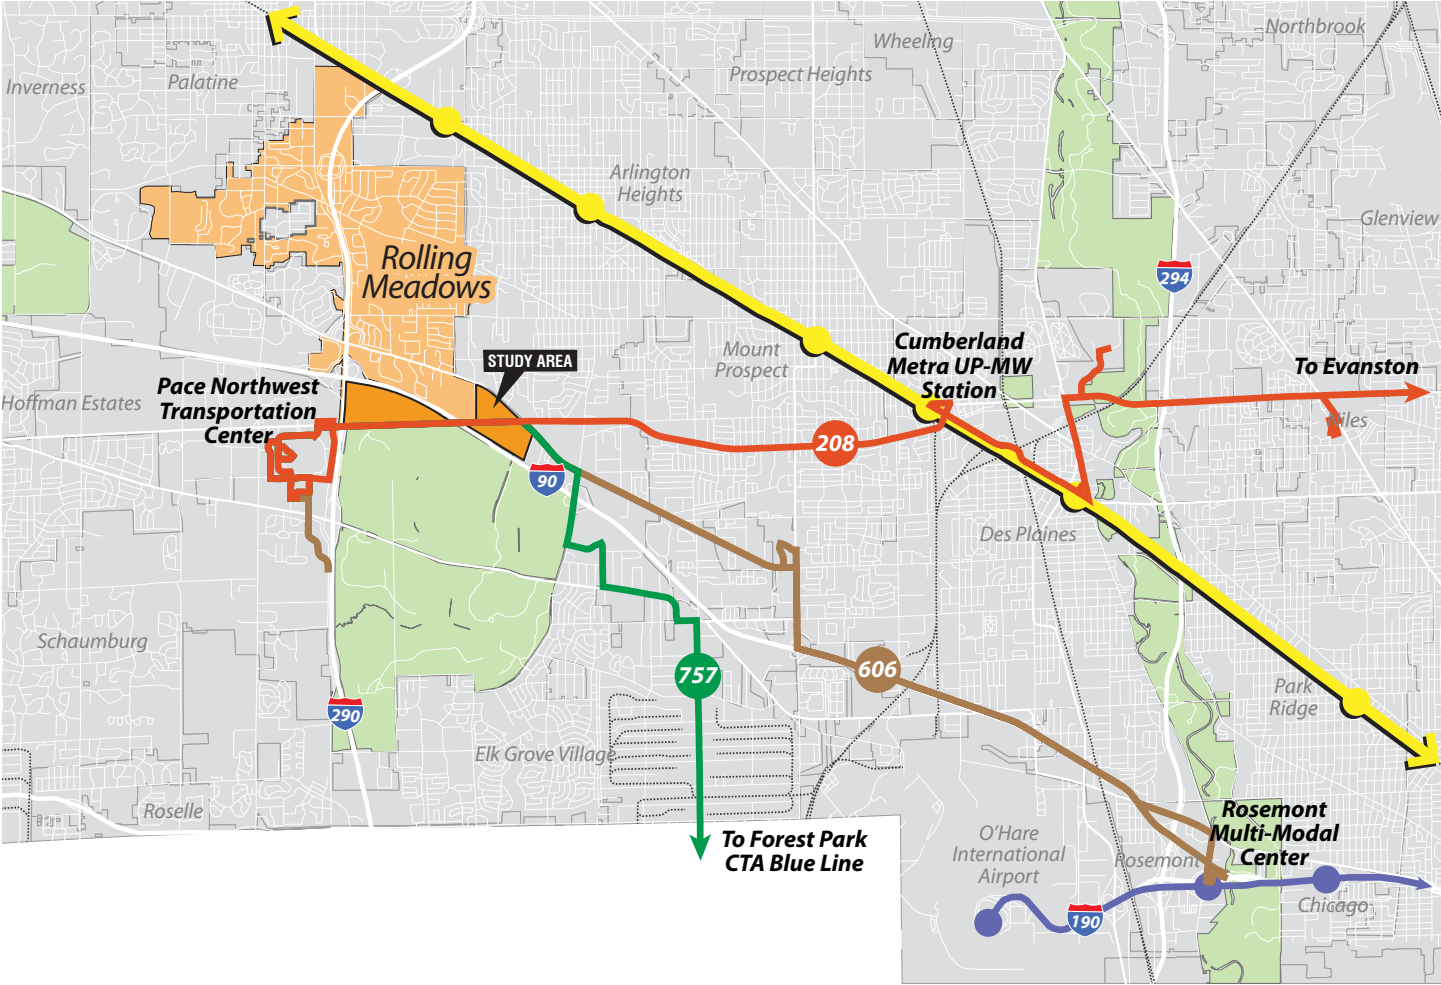 Northbrook
Wheeling
Prospect Heights
Palatine
Inverness
Arlington
Heights
Glenview
Rolling
Meadows
294
Cumberland
Metra UP-MW
Station
Mount
Prospect
STUDY AREA
To Evanston
Pace Northwest
Transportation
Center
Hoffman Estates
Niles
208
90
Des Plaines
Schaumburg
757
606
Park
Ridge
290
Elk Grove Village
Roselle
Rosemont
Multi-Modal
Center
To Forest Park
CTA Blue Line
O'Hare
International
Airport
Rosemont
Chicago
190